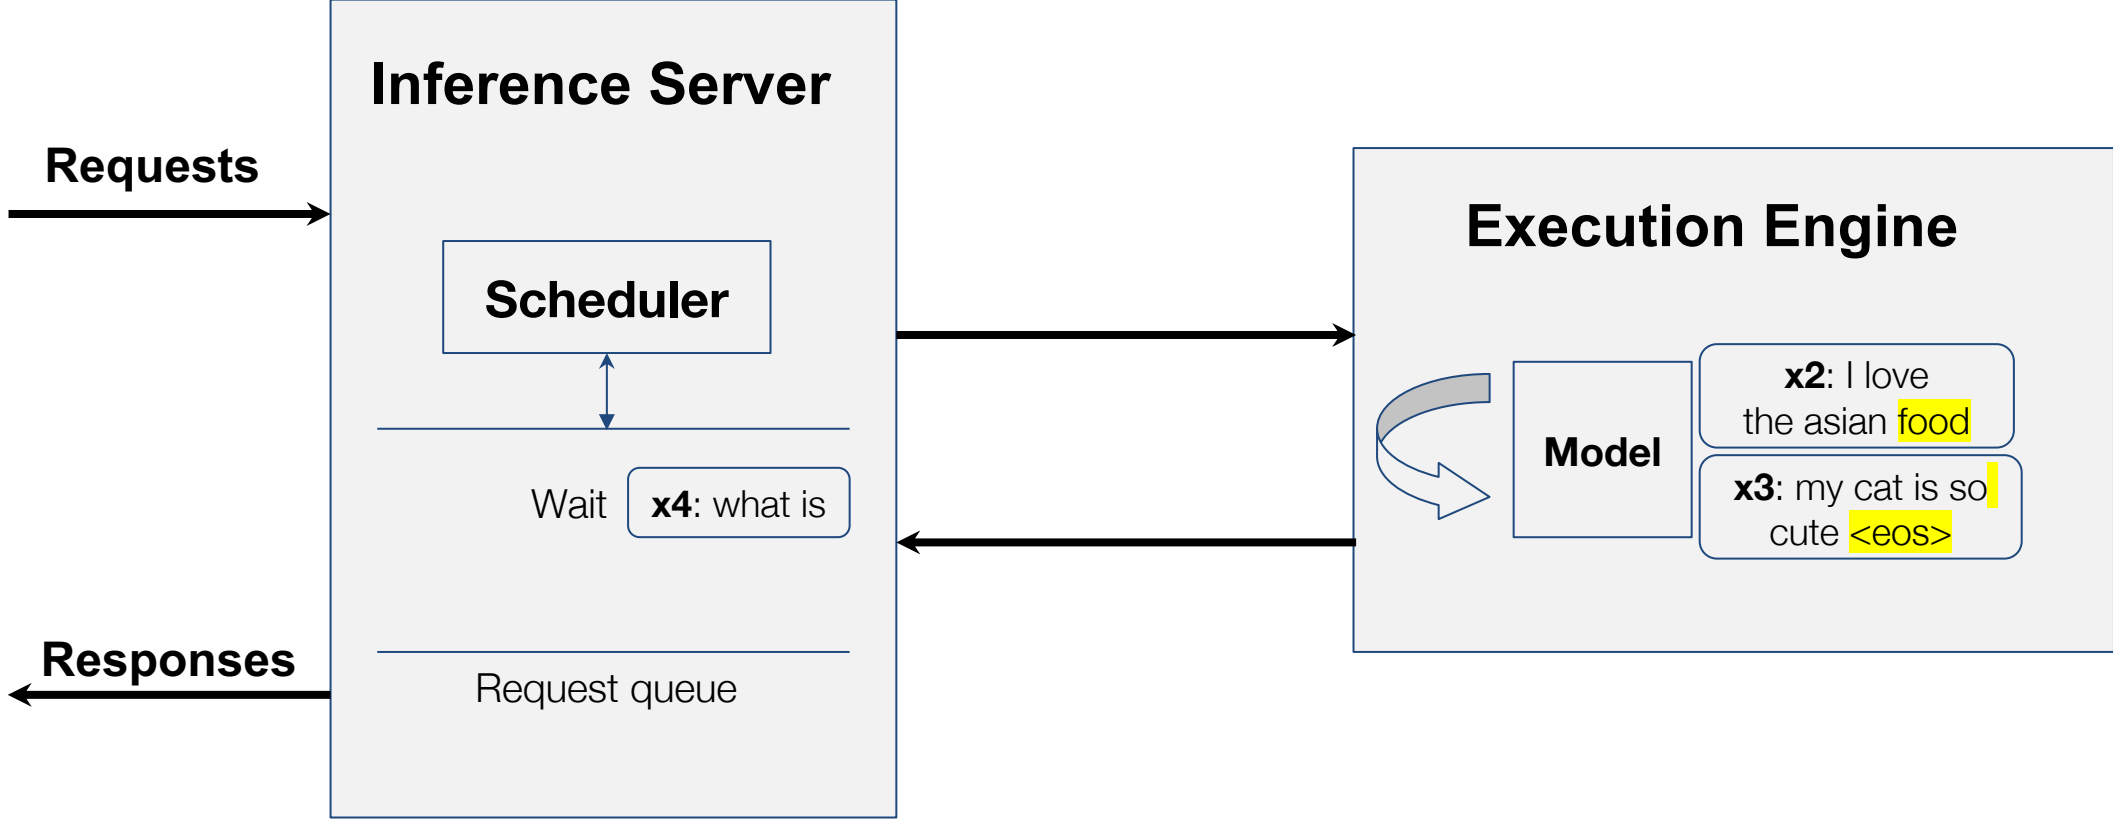 Inference Server
Requests
Scheduler
Wait
x4: what is
Request queue
Responses
Execution Engine
Model
x2: I love
the asian food
x3: my cat is so
cute <eos>